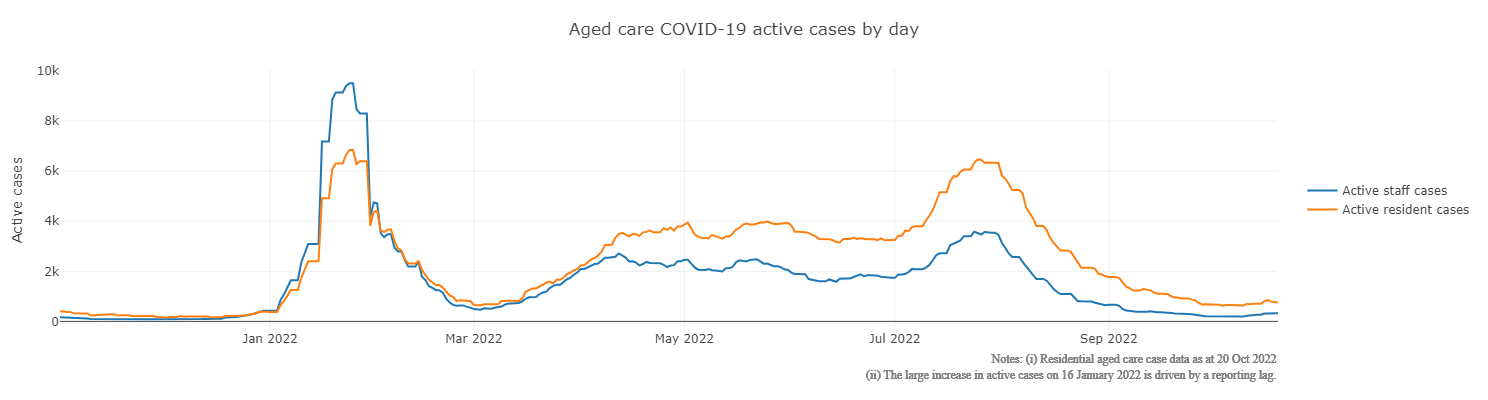 Aged care COVID-19 active cases by day
10k
8k
6k
4k
2k
0
Active cases
Jan 2022
Mar 2022
May 2022
Jul 2022
Sep 2022
Active staff cases
Active resident cases
Notes: (i) Residential aged care case data as at 20 Oct 2022
(ii) The large increase in active cases on 16 January 2022 is driven by a reporting lag.